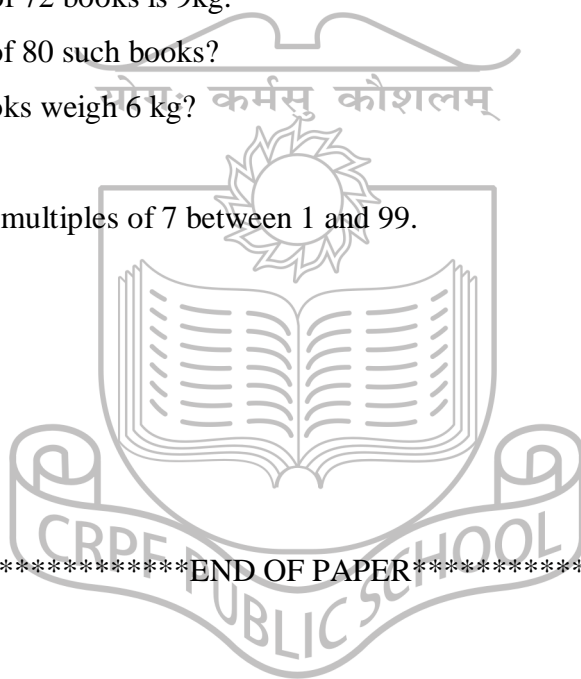 of 72 books is 9kg.
of 80 such books?
योगः कर्मसु कौशलम्
oks weigh 6 kg?
multiples of 7 between 1 and 99.
************END OF PAPER***********
CRPF PUBLIC SCHOOL